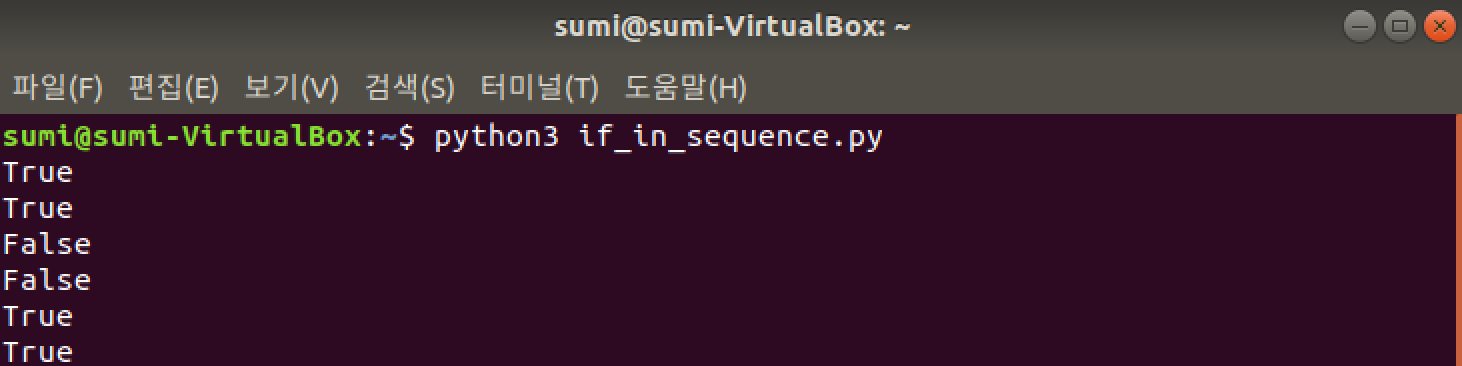 sumi@sumi-VirtualBox: ~
파일(F) 편집(E) 보기(V) 검색(S) 터미널(T) 도움말(H)
sumi@sumi-VirtualBox:~$ python3 if_in_sequence.py
True
True
False
False
True
True